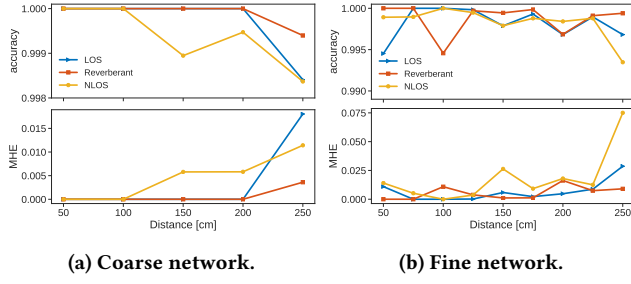 1.000
0.999
0.998
accuracy
LOS
Reverberant
NLOS
0.015
0.010
0.005
0.000
MHE
50 100 150 200 250
Distance [cm]
(a) Coarse network.
1.000
0.995
0.990
accuracy
LOS
Reverberant
NLOS
0.075
0.050
0.025
0.000
MHE
50 100 150 200 250
Distance [cm]
(b) Fine network.